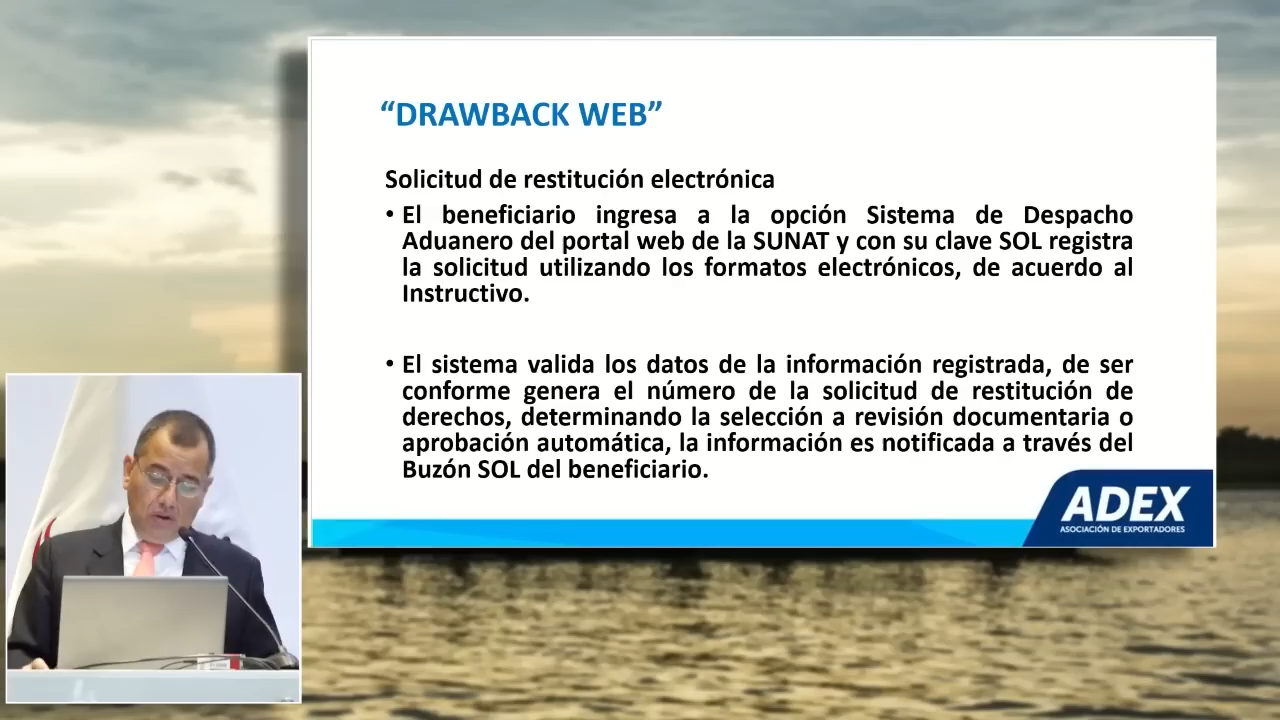 “DRAWBACK WEB”
Solicitud de restitución electrónica
• El beneficiario ingresa a la opción Sistema de Despacho
Aduanero del portal web de la SUNAT y con su clave SOL registra
la solicitud utilizando los formatos electrónicos, de acuerdo al
Instructivo.
• El sistema valida los datos de la información registrada, de ser
conforme genera el número de la solicitud de restitución de
derechos, determinando la selección a revisión documentaria o
aprobación automática, la información es notificada a través del
Buzón SOL del beneficiario.
ADEX
ASOCIACIÓN DE EXPORTADORES